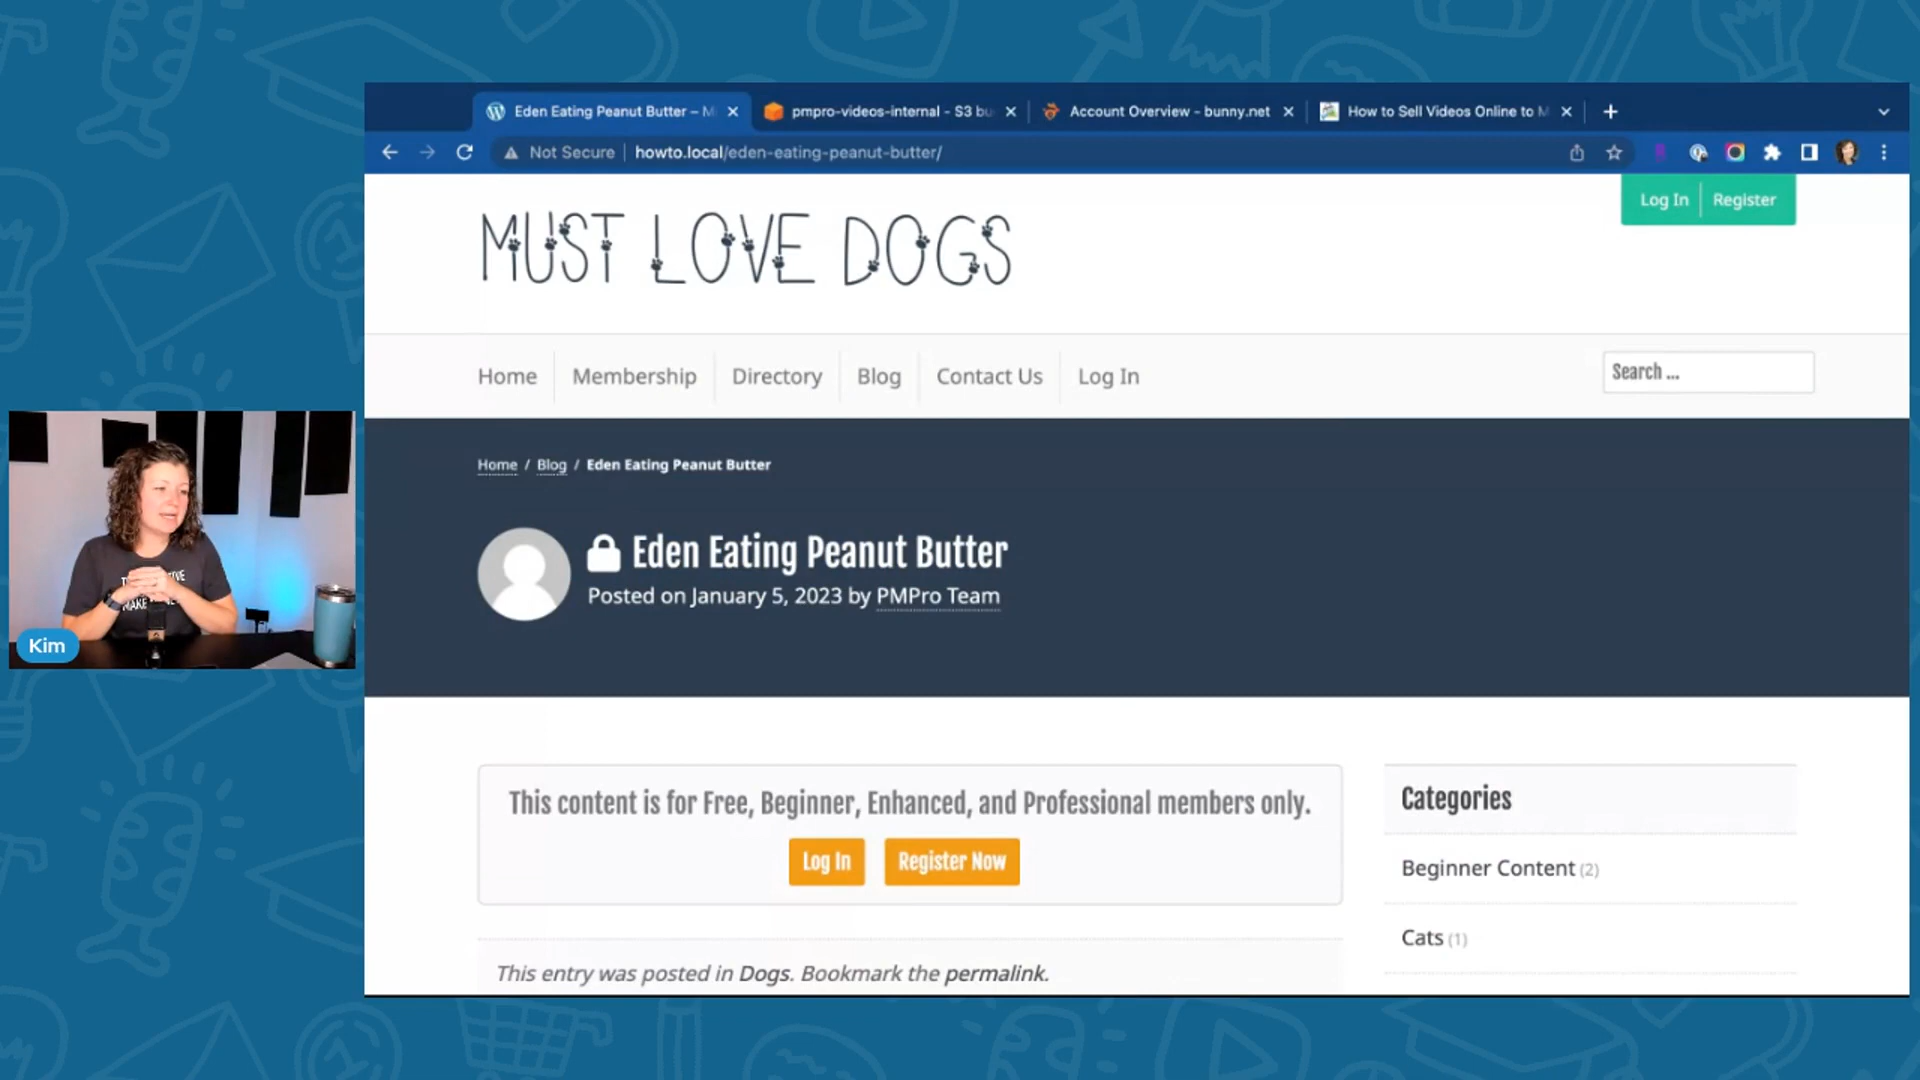 Eden Eating Peanut Butter – M
pmpro-videos-internal - S3 bu
Account Overview - bunny.net
How to Sell Videos Online to M
Not Secure
howto.local/eden-eating-peanut-butter/
Log In
Register
MUST LOVE DOGS
Home
Membership
Directory
Blog
Contact Us
Log In
Search ...
Home / Blog / Eden Eating Peanut Butter
Eden Eating Peanut Butter
Posted on January 5, 2023 by PMPro Team
Kim
This content is for Free, Beginner, Enhanced, and Professional members only.
Log In
Register Now
Categories
Beginner Content (2)
Cats (1)
This entry was posted in Dogs. Bookmark the permalink.